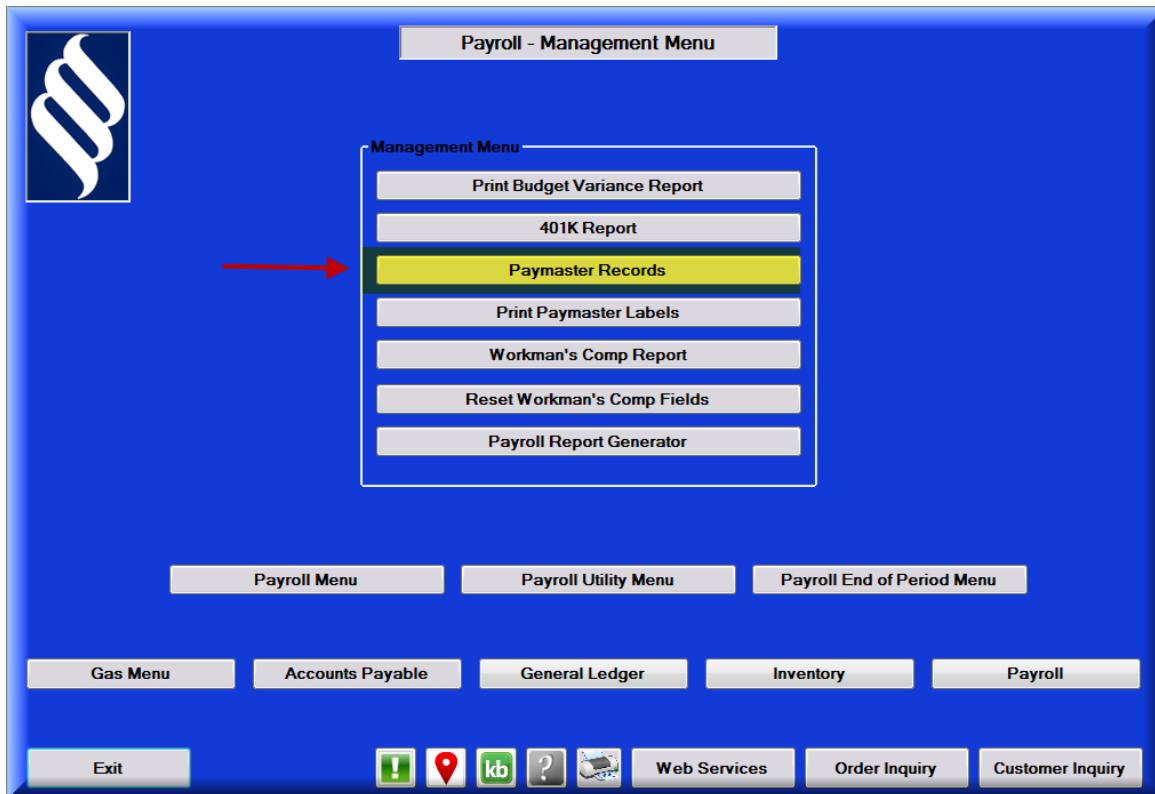 Payroll - Management Menu
Management Menu
Print Budget Variance Report
401K Report
Paymaster Records
Print Paymaster Labels
Workman's Comp Report
Reset Workman's Comp Fields
Payroll Report Generator
Payroll Menu Payroll Utility Menu Payroll End of Period Menu
Gas Menu Accounts Payable General Ledger Inventory Payroll
Exit ! kb ? Web Services Order Inquiry Customer Inquiry